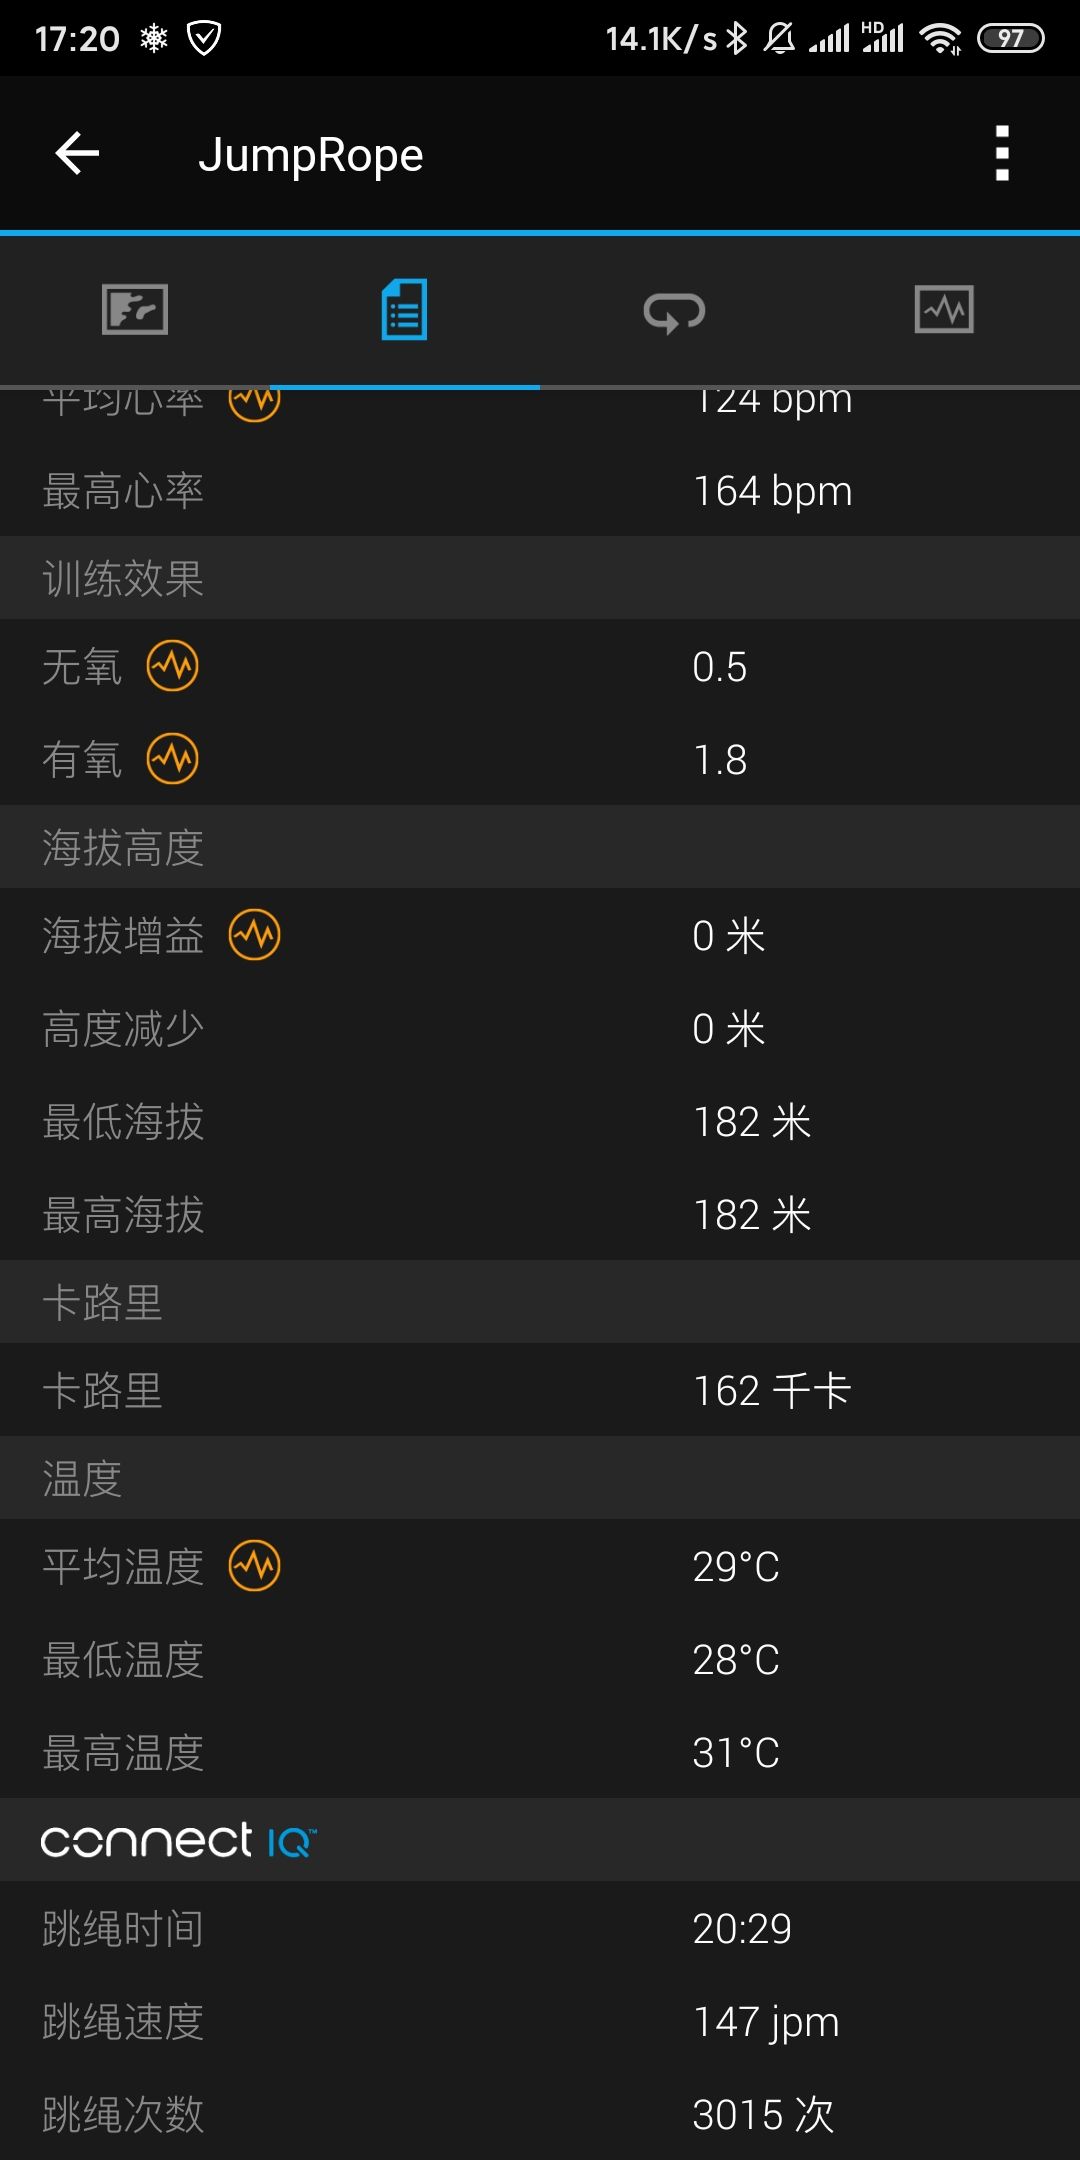 17:20 14.1K/s HD 97
JumpRope
平均心率 124 bpm
最高心率 164 bpm
训练效果
无氧 0.5
有氧 1.8
海拔高度
海拔增益 0 米
高度减少 0 米
最低海拔 182 米
最高海拔 182 米
卡路里
卡路里 162 千卡
温度
平均温度 29°C
最低温度 28°C
最高温度 31°C
connect IQ™
跳绳时间 20:29
跳绳速度 147 jpm
跳绳次数 3015 次